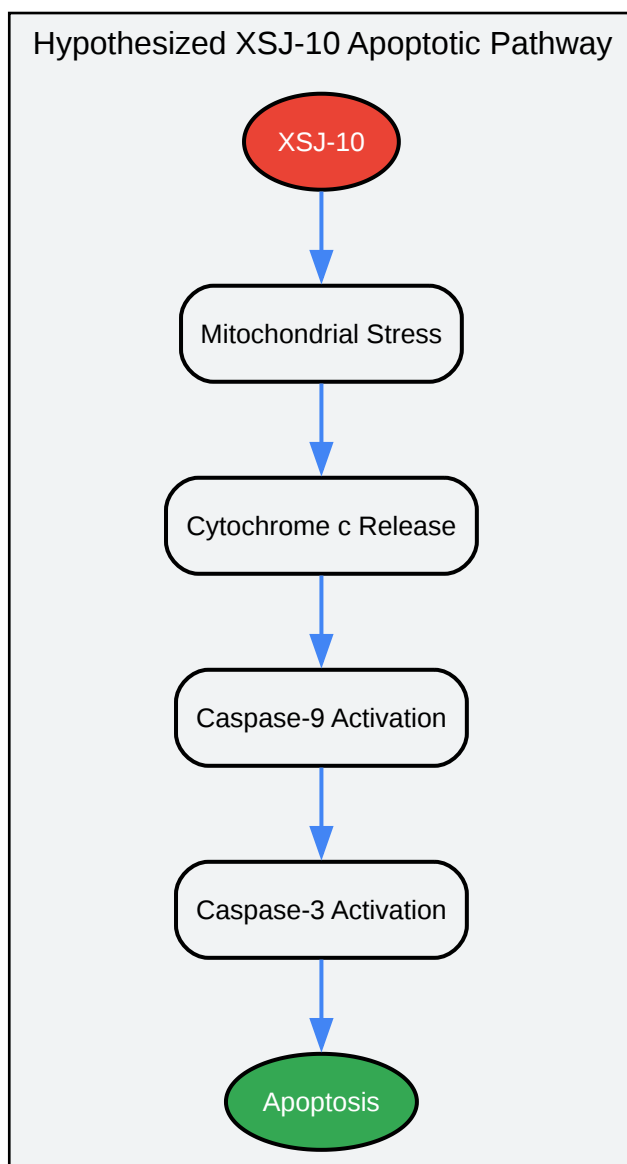 Hypothesized XSJ-10 Apoptotic Pathway
XSJ-10
Mitochondrial Stress
Cytochrome c Release
Caspase-9 Activation
Caspase-3 Activation
Apoptosis